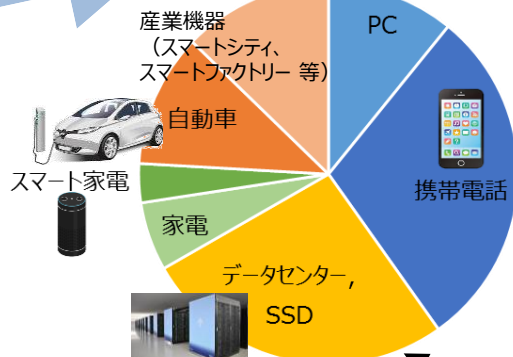 産業機器
（スマートシティ、
スマートファクトリー 等）
PC
自動車
スマート家電
携帯電話
家電
データセンター,
SSD